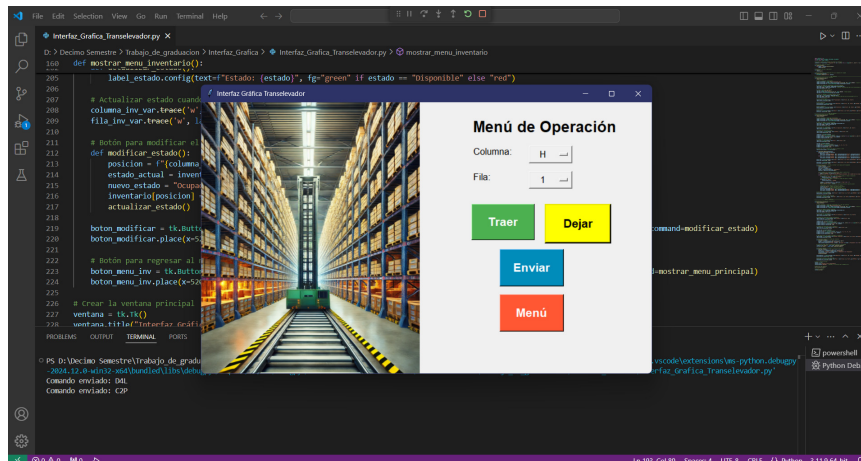 File Edit Selection View Go Run Terminal Help
Interfaz_Grafica_Transelevador.py
D: > Decimo Semestre > Trabajo_de_graduacion > Interfaz_Grafica > Interfaz_Grafica_Transelevador.py > mostrar_menu_inventario
160 def mostrar_menu_inventario():
205 label_estado.config(text=f"Estado: {estado}", fg="green" if estado == "Disponible" else "red")
206
207 # Actualizar estado cuand
208 columna_inv_var.trace('w',
209 fila_inv_var.trace('w', l
210
211 # Botón para modificar el
212 def modificar_estado():
213 posicion = f"{columna
214 estado_actual = inven
215 nuevo_estado = "Ocupa
216 inventario[posicion]
217 actualizar_estado()
218
219 boton_modificar = tk.Butto
command=modificar_estado)
220 boton_modificar.place(x=52
221
222 # Botón para regresar al
223 boton_menu_inv = tk.Button
d=mostrar_menu_principal)
224 boton_menu_inv.place(x=520
225
226 # Crear la ventana principal
227 ventana = tk.Tk()
228 ventana.title("Interfaz Gráfi
Interfaz Gráfica Transelevador
Menú de Operación
Columna: H
Fila: 1
Traer Dejar
Enviar
Menú
PROBLEMS OUTPUT TERMINAL PORTS
PS D:\Decimo Semestre\Trabajo_de_gradu
.vscode\extensions\ms-python.debugpy
-2024.12.0-win32-x64\bundled\libs\debu
erfaz_Grafica_Transelevador.py'
Comando enviado: D4L
Comando enviado: C2P
powershell
Python Deb